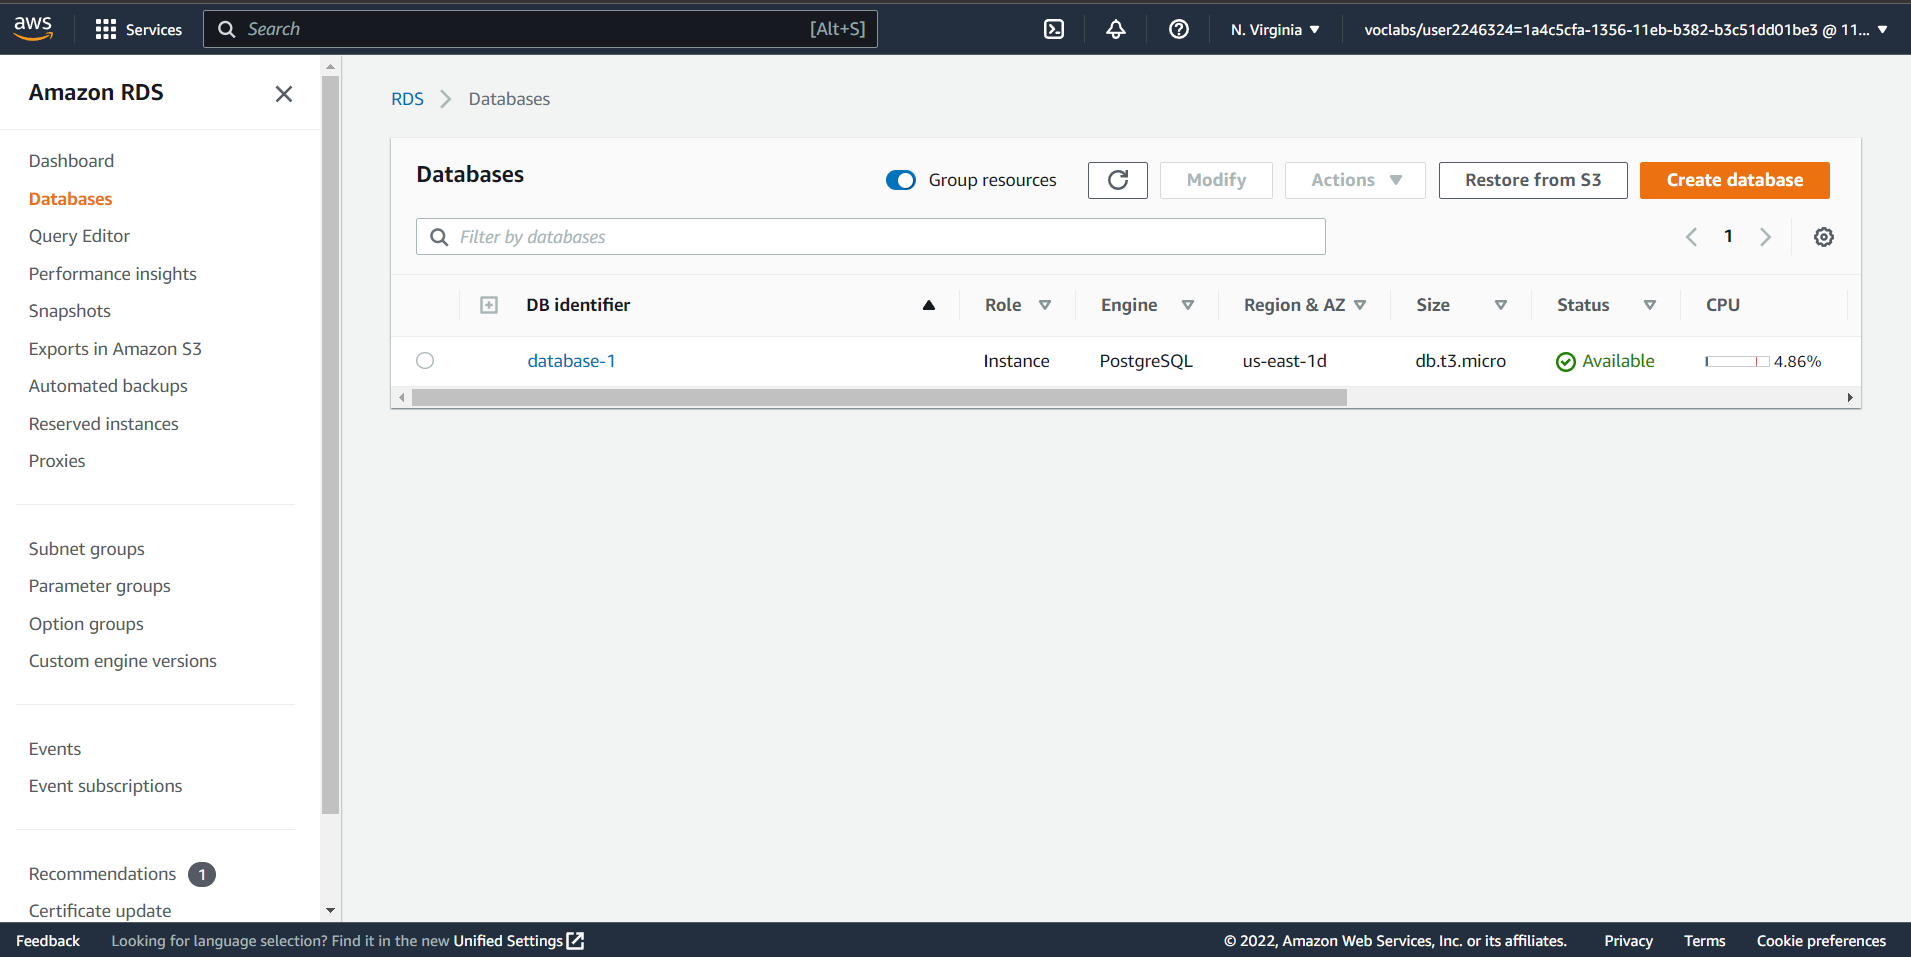 aws Services Search [Alt+S] N. Virginia voclabs/user2246324=1a4c5cfa-1356-11eb-b382-b3c51dd01be3 @ 11...
Amazon RDS
Dashboard
Databases
Query Editor
Performance insights
Snapshots
Exports in Amazon S3
Automated backups
Reserved instances
Proxies
Subnet groups
Parameter groups
Option groups
Custom engine versions
Events
Event subscriptions
Recommendations 1
Certificate update
RDS Databases
Databases Group resources Modify Actions Restore from S3 Create database
Filter by databases 1
DB identifier Role Engine Region & AZ Size Status CPU
database-1 Instance PostgreSQL us-east-1d db.t3.micro Available 4.86%
Feedback Looking for language selection? Find it in the new Unified Settings © 2022, Amazon Web Services, Inc. or its affiliates. Privacy Terms Cookie preferences